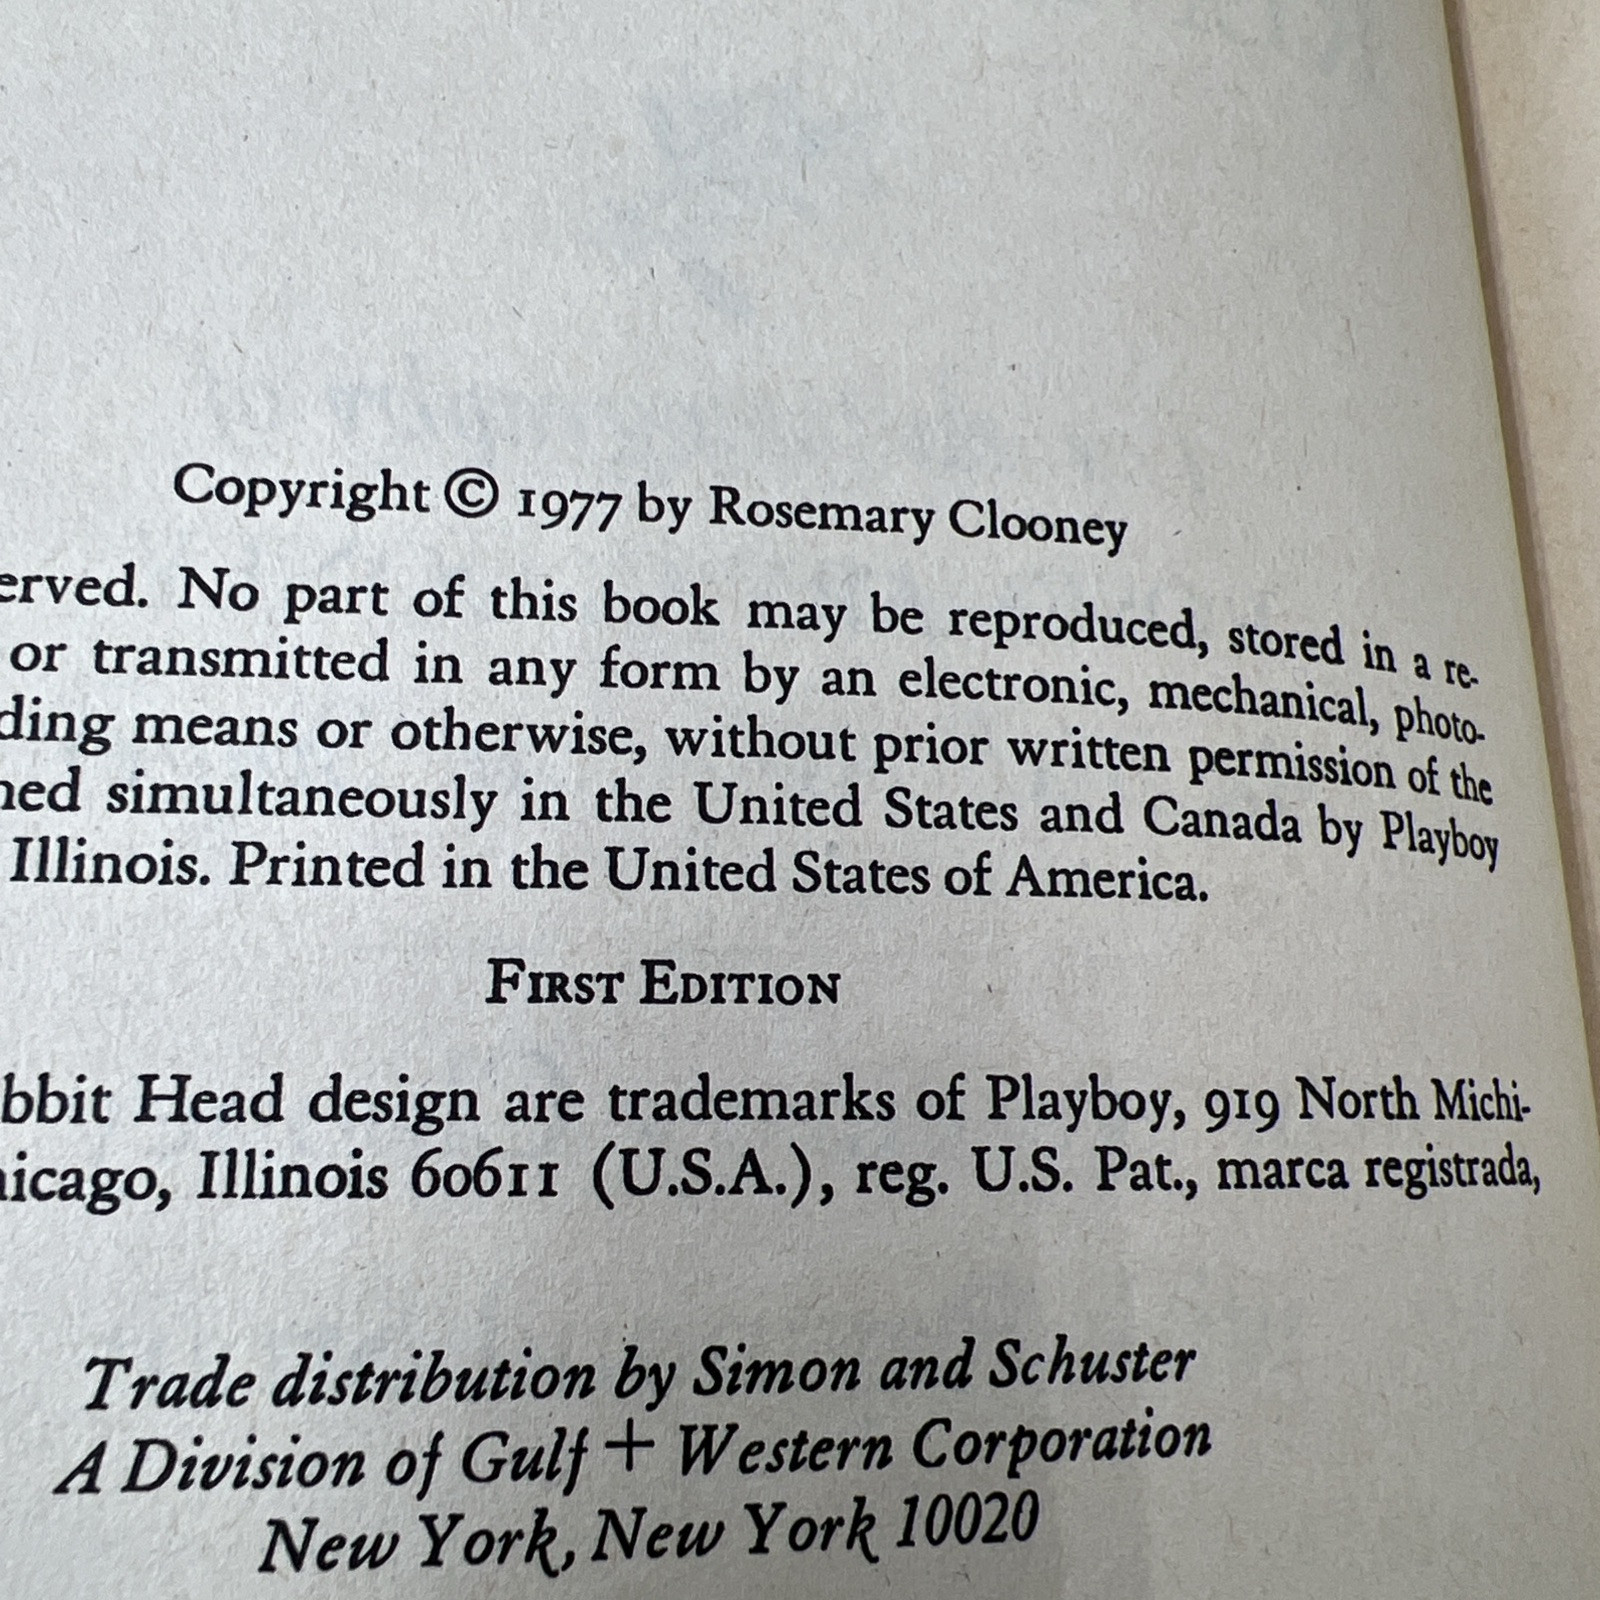 Copyright © 1977 by Rosemary Clooney
erved. No part of this book may be reproduced, stored in a re-
or transmitted in any form by an electronic, mechanical, photo-
ding means or otherwise, without prior written permission of the
ned simultaneously in the United States and Canada by Playboy
Illinois. Printed in the United States of America.
FIRST EDITION
bbit Head design are trademarks of Playboy, 919 North Michi-
icago, Illinois 60611 (U.S.A.), reg. U.S. Pat., marca registrada,
Trade distribution by Simon and Schuster
A Division of Gulf + Western Corporation
New York, New York 10020